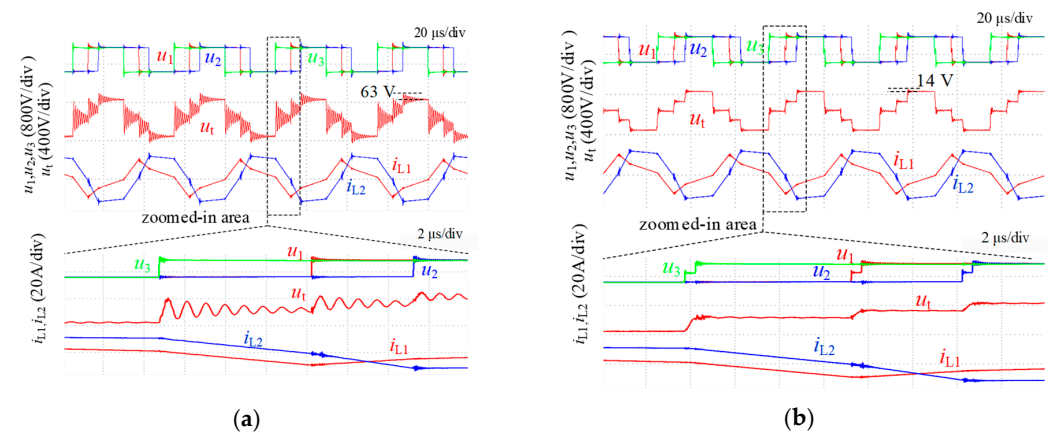 20 μs/div
u1,u2,u3 (800V/div)
ut (400V/div)
u1
u2
u3
63 V
ut
iL1
iL2
zoomed-in area
2 μs/div
iL1 iL2 (20A/div)
u3
u1
u2
ut
iL2
iL1
(a)
20 μs/div
u1,u2,u3 (800V/div)
ut (400V/div)
u1
u2
u3
14 V
ut
iL1
iL2
zoomed-in area
2 μs/div
iL1 iL2 (20A/div)
u3
u1
u2
ut
iL2
iL1
(b)